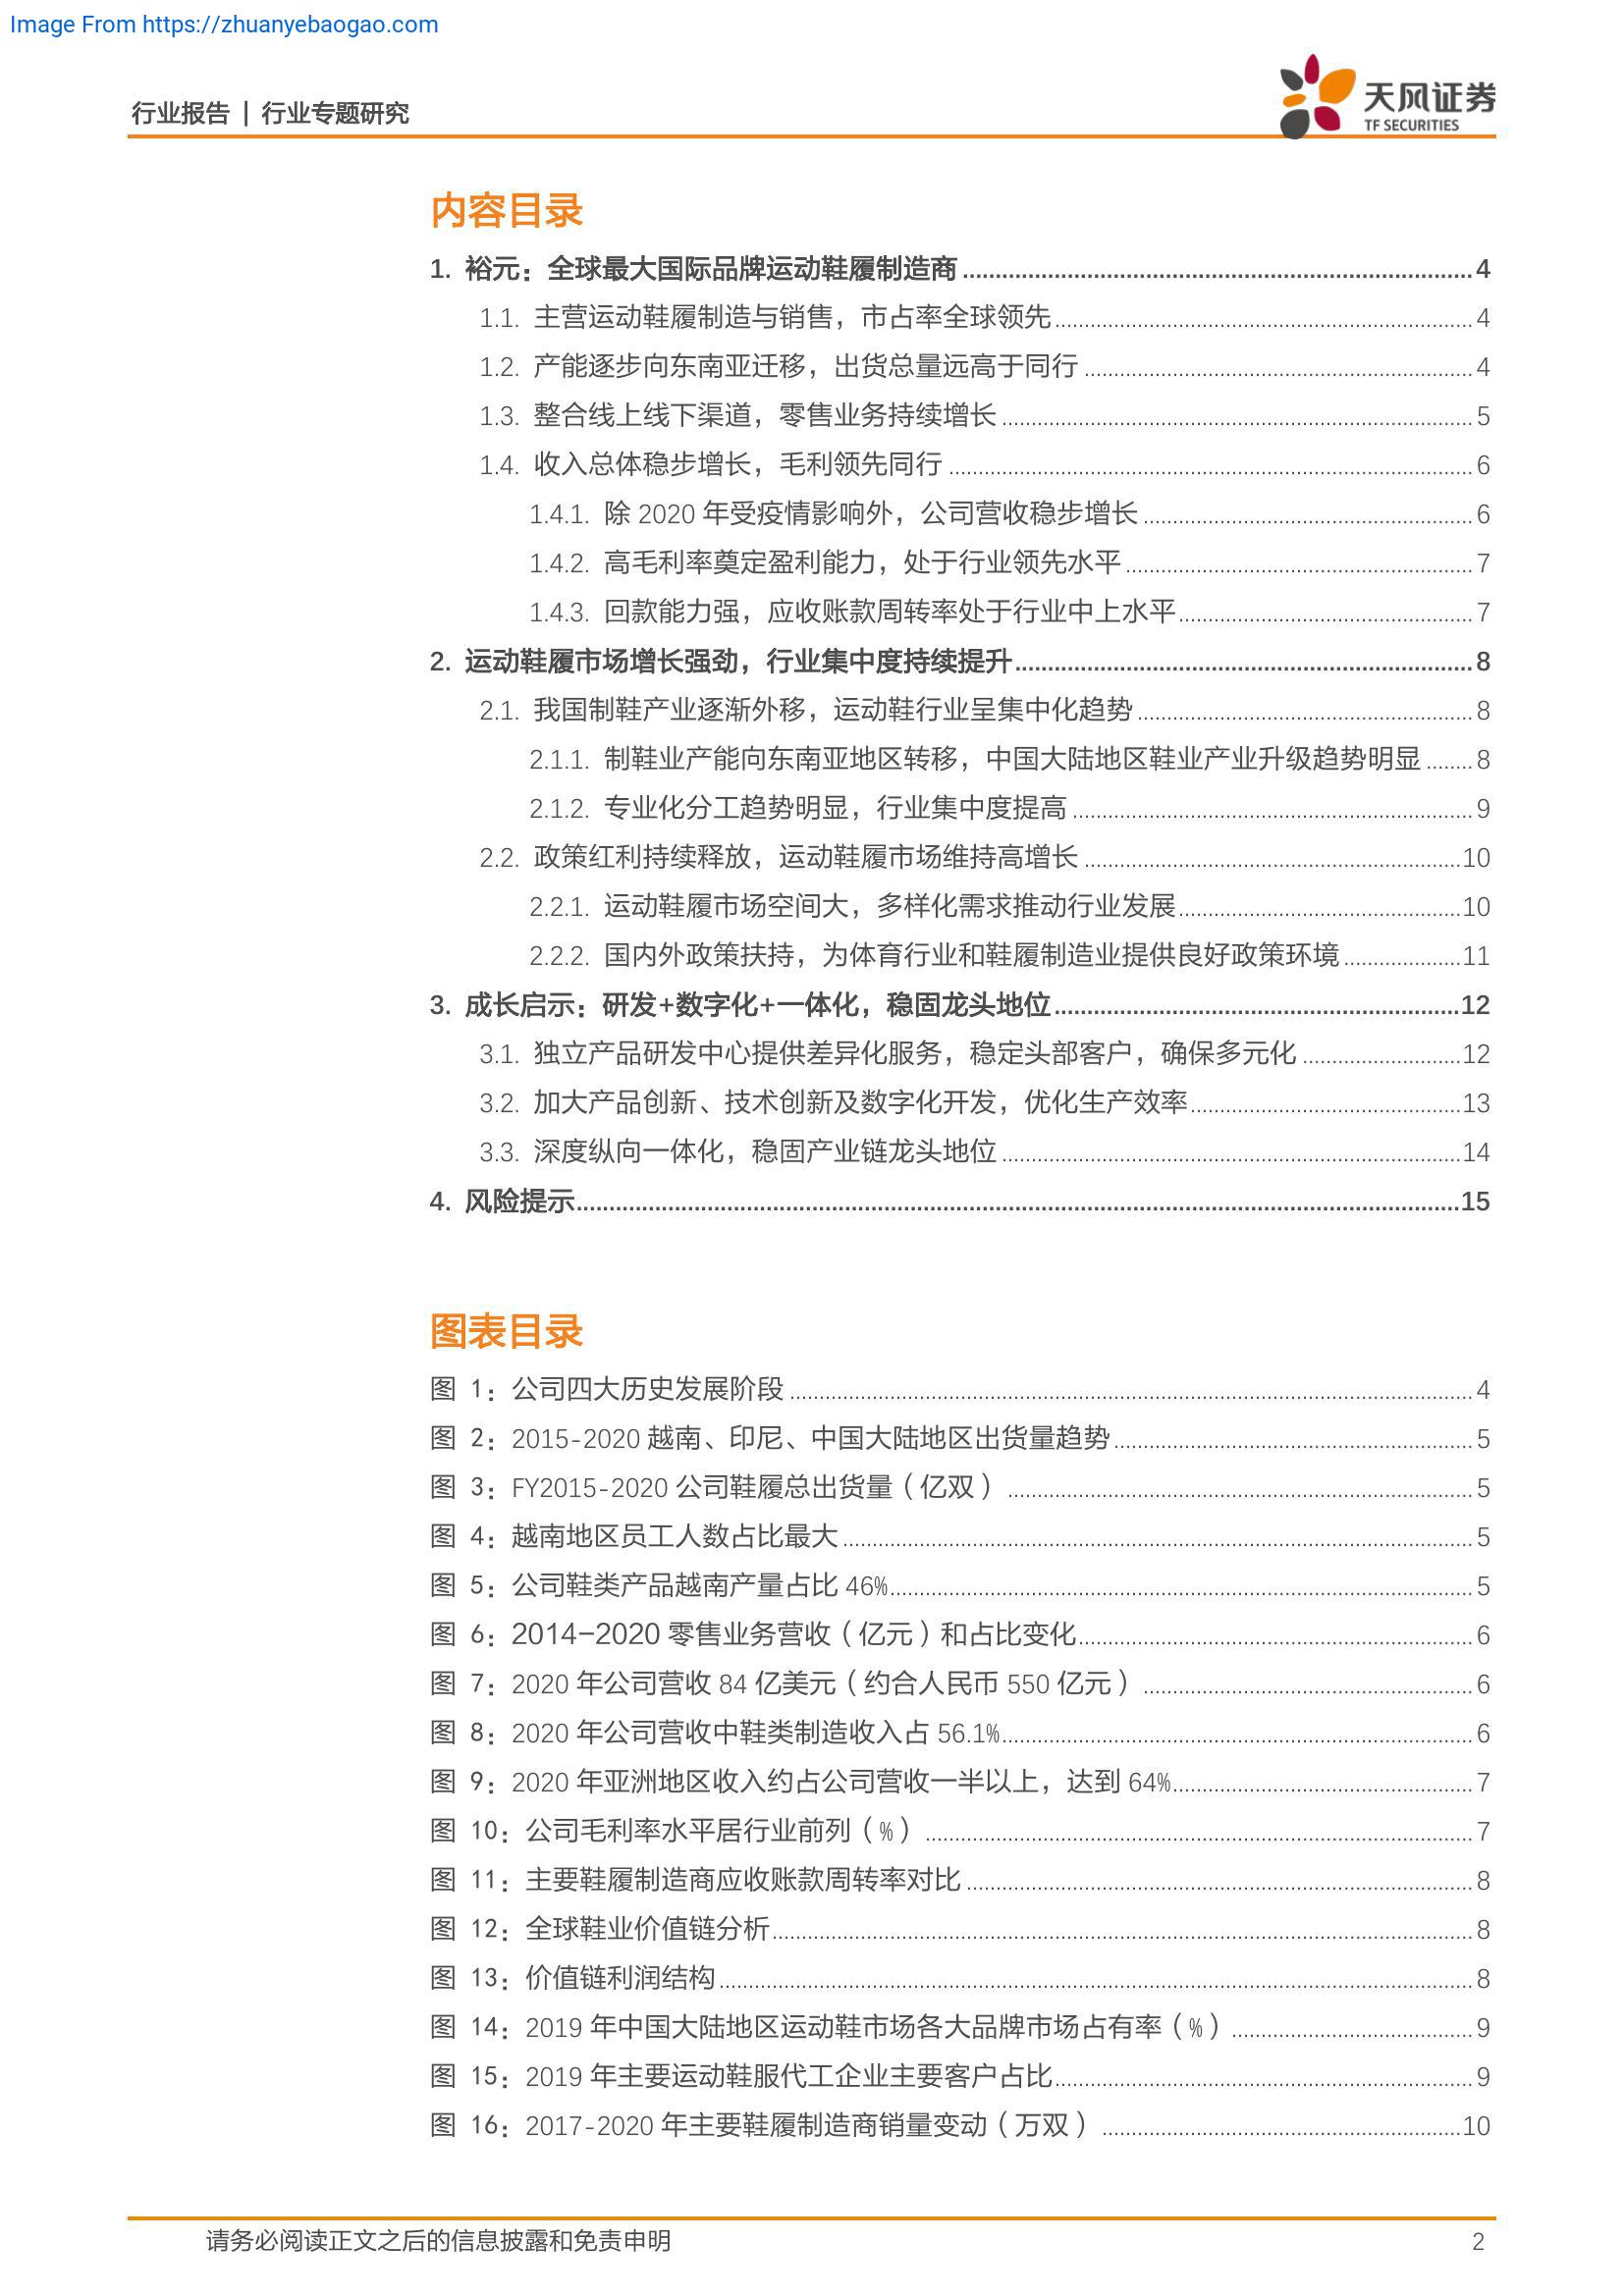 Image From https://zhuanyebaogao.com
行业报告 | 行业专题研究
天风证券
TF SECURITIES
内容目录
1. 裕元：全球最大国际品牌运动鞋履制造商 4
1.1. 主营运动鞋履制造与销售，市占率全球领先 4
1.2. 产能逐步向东南亚迁移，出货总量远高于同行 4
1.3. 整合线上线下渠道，零售业务持续增长 5
1.4. 收入总体稳步增长，毛利领先同行 6
1.4.1. 除 2020 年受疫情影响外，公司营收稳步增长 6
1.4.2. 高毛利率奠定盈利能力，处于行业领先水平 7
1.4.3. 回款能力强，应收账款周转率处于行业中上水平 7
2. 运动鞋履市场增长强劲，行业集中度持续提升 8
2.1. 我国制鞋产业逐渐外移，运动鞋行业呈集中化趋势 8
2.1.1. 制鞋业产能向东南亚地区转移，中国大陆地区鞋业产业升级趋势明显 8
2.1.2. 专业化分工趋势明显，行业集中度提高 9
2.2. 政策红利持续释放，运动鞋履市场维持高增长 10
2.2.1. 运动鞋履市场空间大，多样化需求推动行业发展 10
2.2.2. 国内外政策扶持，为体育行业和鞋履制造业提供良好政策环境 11
3. 成长启示：研发+数字化+一体化，稳固龙头地位 12
3.1. 独立产品研发中心提供差异化服务，稳定头部客户，确保多元化 12
3.2. 加大产品创新、技术创新及数字化开发，优化生产效率 13
3.3. 深度纵向一体化，稳固产业链龙头地位 14
4. 风险提示 15
图表目录
图 1：公司四大历史发展阶段 4
图 2：2015-2020 越南、印尼、中国大陆地区出货量趋势 5
图 3：FY2015-2020 公司鞋履总出货量（亿双） 5
图 4：越南地区员工人数占比最大 5
图 5：公司鞋类产品越南产量占比 46% 5
图 6：2014-2020 零售业务营收（亿元）和占比变化 6
图 7：2020 年公司营收 84 亿美元（约合人民币 550 亿元） 6
图 8：2020 年公司营收中鞋类制造收入占 56.1% 6
图 9：2020 年亚洲地区收入约占公司营收一半以上，达到 64% 7
图 10：公司毛利率水平居行业前列（%） 7
图 11：主要鞋履制造商应收账款周转率对比 8
图 12：全球鞋业价值链分析 8
图 13：价值链利润结构 8
图 14：2019 年中国大陆地区运动鞋市场各大品牌市场占有率（%） 9
图 15：2019 年主要运动鞋服代工企业主要客户占比 9
图 16：2017-2020 年主要鞋履制造商销量变动（万双） 10
请务必阅读正文之后的信息披露和免责申明 2